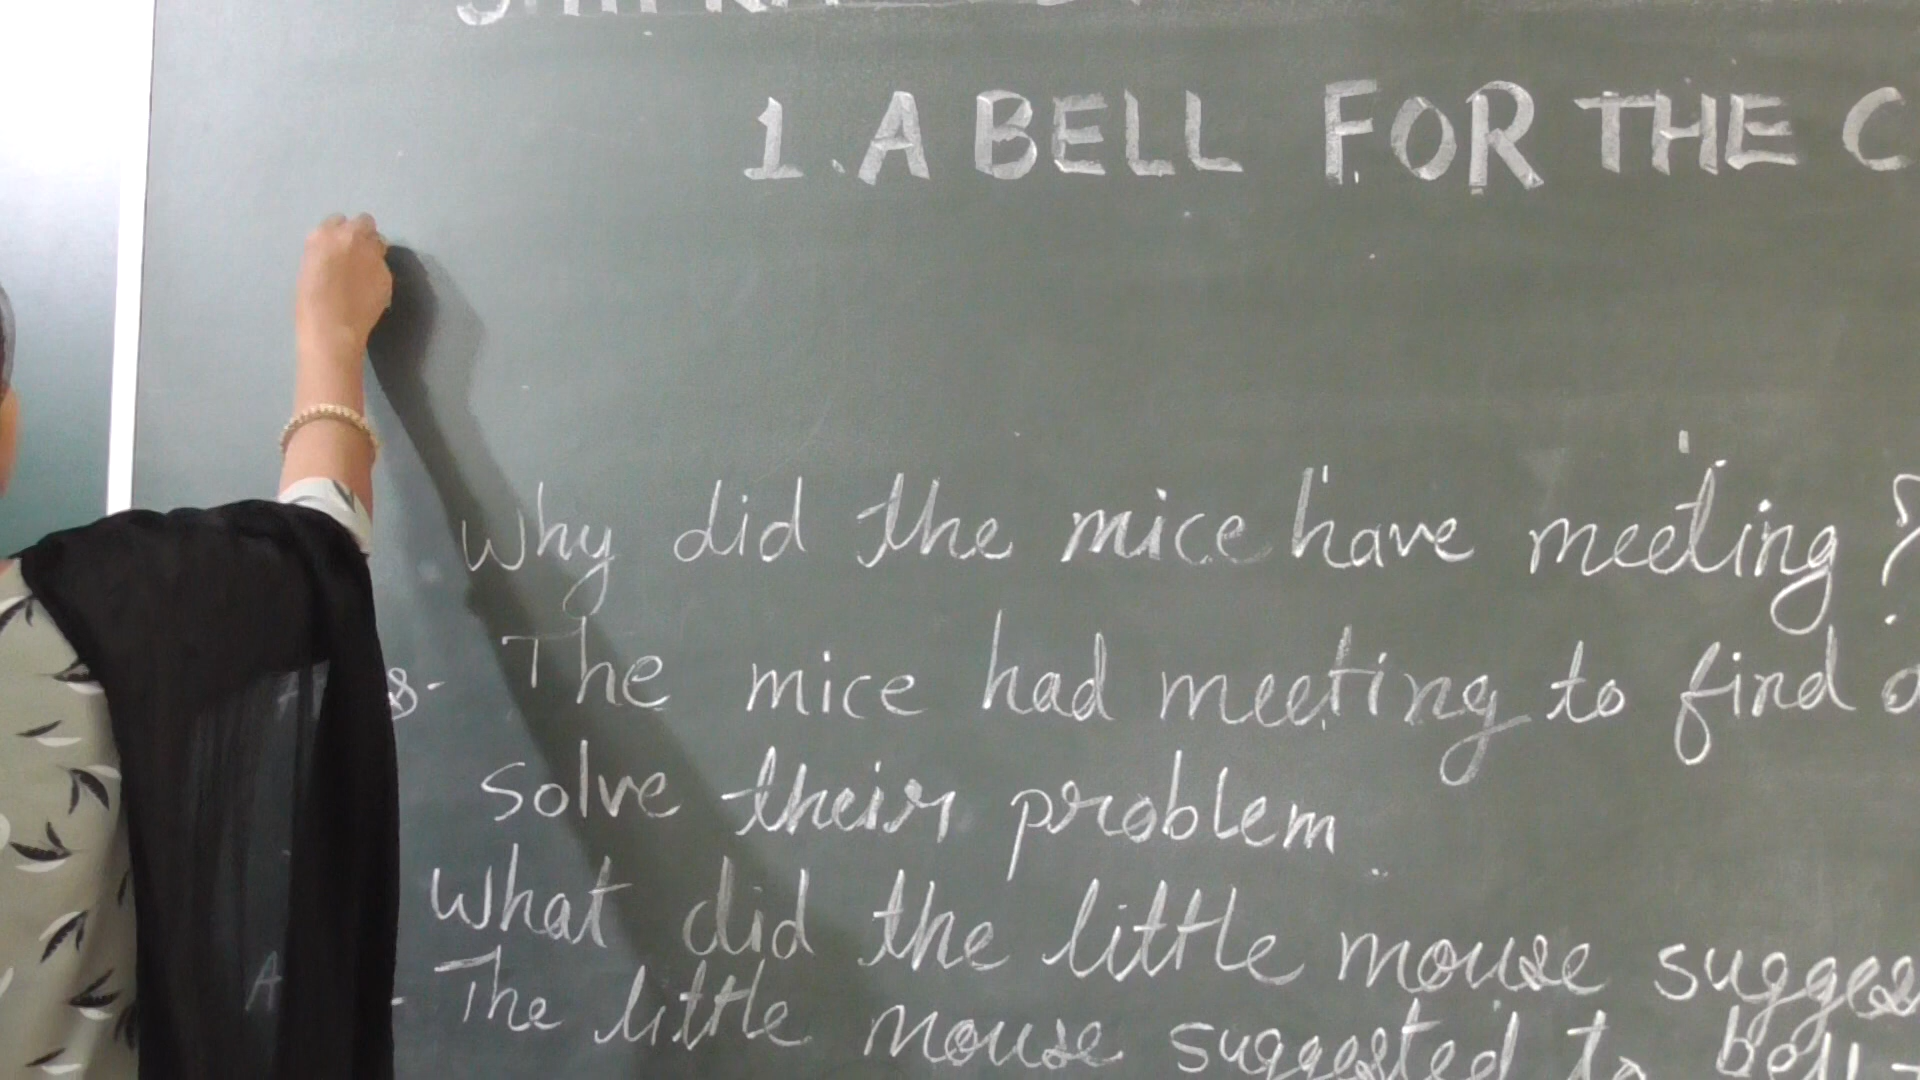 1. A BELL FOR THE C
Why did the mice have meeting?
s- The mice had meeting to find
solve their problem.
What did the little mouse sugges
A - The little mouse suggested to bell